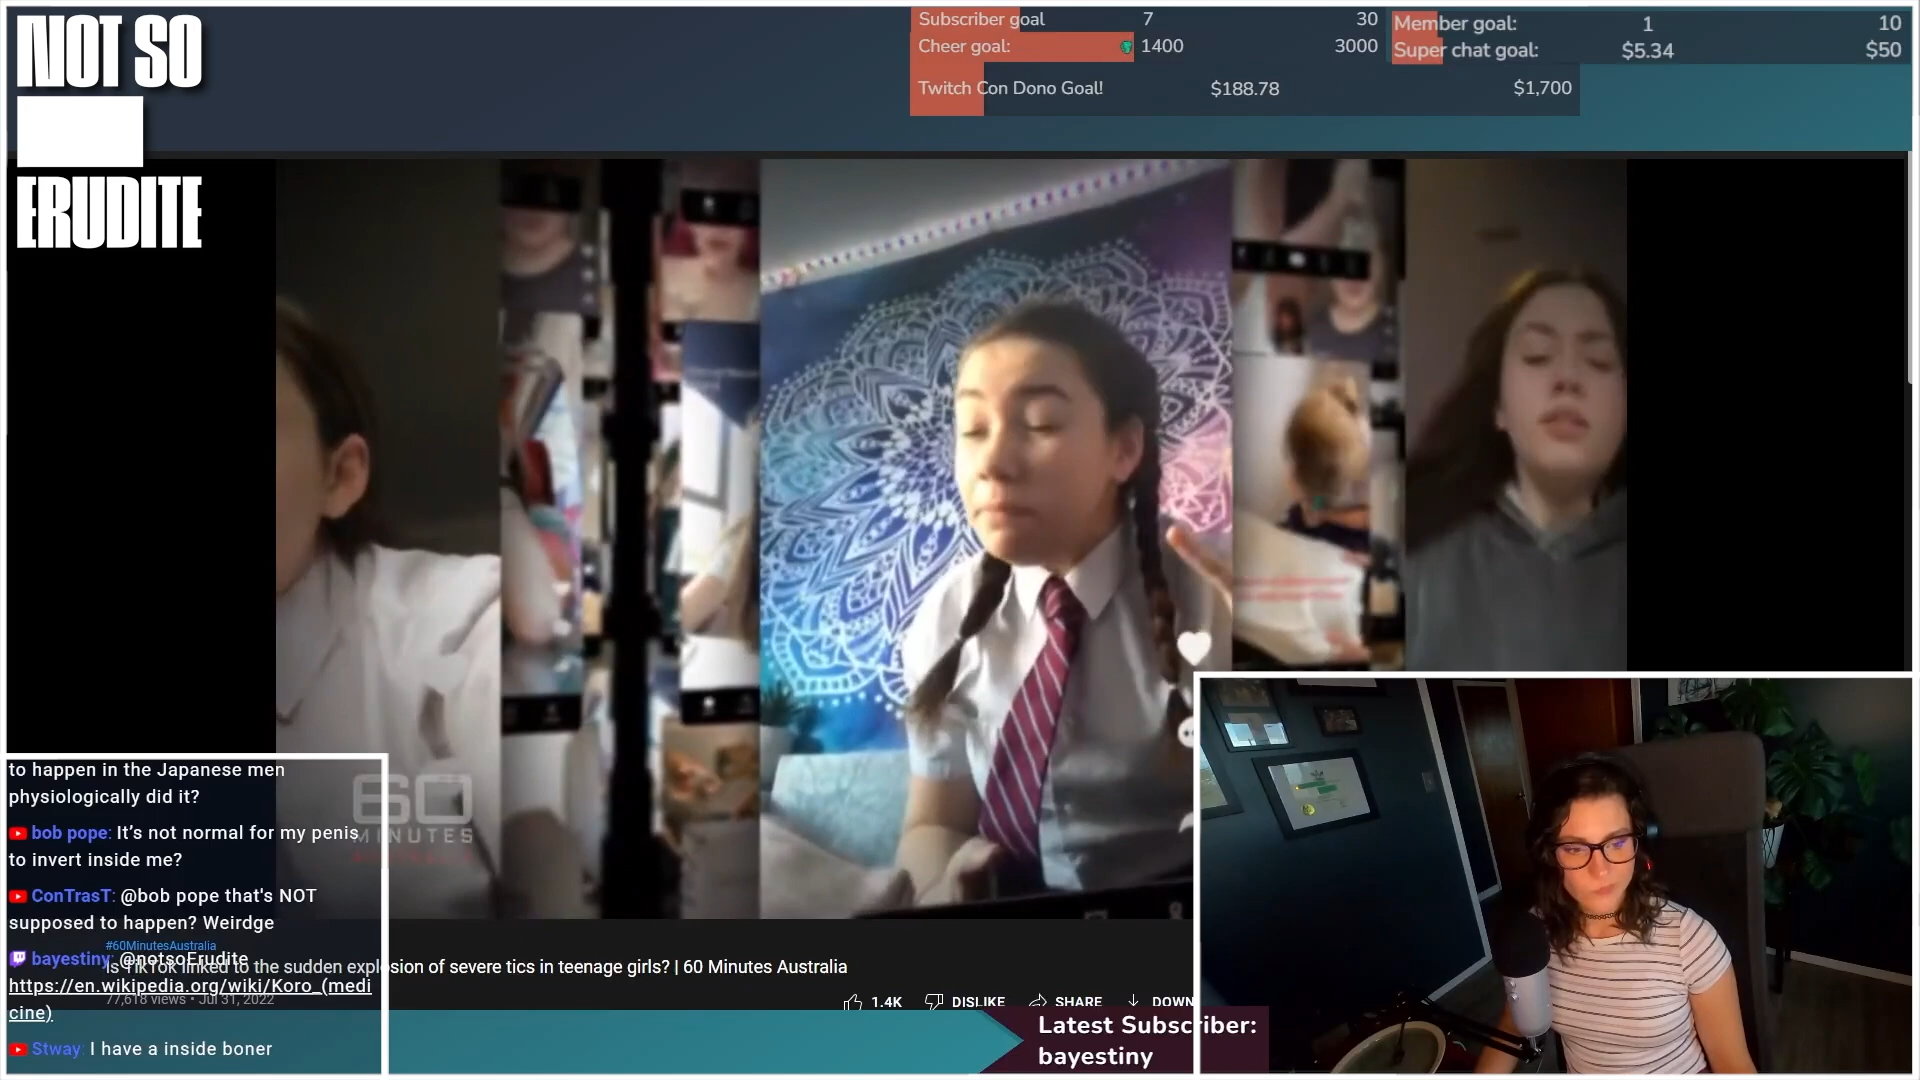 NOT SO
ERUDITE
Subscriber goal 7 30
Cheer goal: 1400 3000
Twitch Con Dono Goal! $188.78 $1,700
Member goal: 1 10
Super chat goal: $5.34 $50
60
MINUTES
to happen in the Japanese men
physiologically did it?
bob pope: It’s not normal for my penis
to invert inside me?
ConTrasT: @bob pope that's NOT
supposed to happen? Weirdge
bayestiny: @notsoErudite
https://en.wikipedia.org/wiki/Koro_(medi
cine)
Stway: I have a inside boner
#60MinutesAustralia
Is TikTok linked to the sudden explosion of severe tics in teenage girls? | 60 Minutes Australia
77,618 views • Jul 31, 2022
1.4K DISLIKE SHARE DOWN
Latest Subscriber:
bayestiny